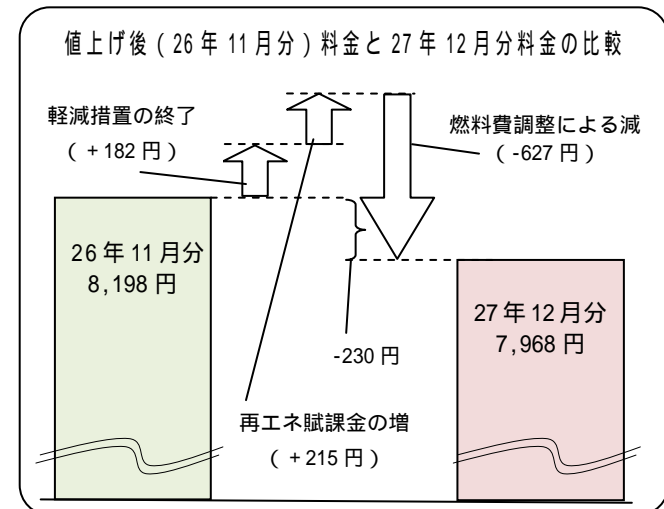 値上げ後（26年11月分）料金と27年12月分料金の比較
軽減措置の終了
（+182円）
燃料費調整による減
（-627円）
26年11月分
8,198円
27年12月分
7,968円
-230円
再エネ賦課金の増
（+215円）